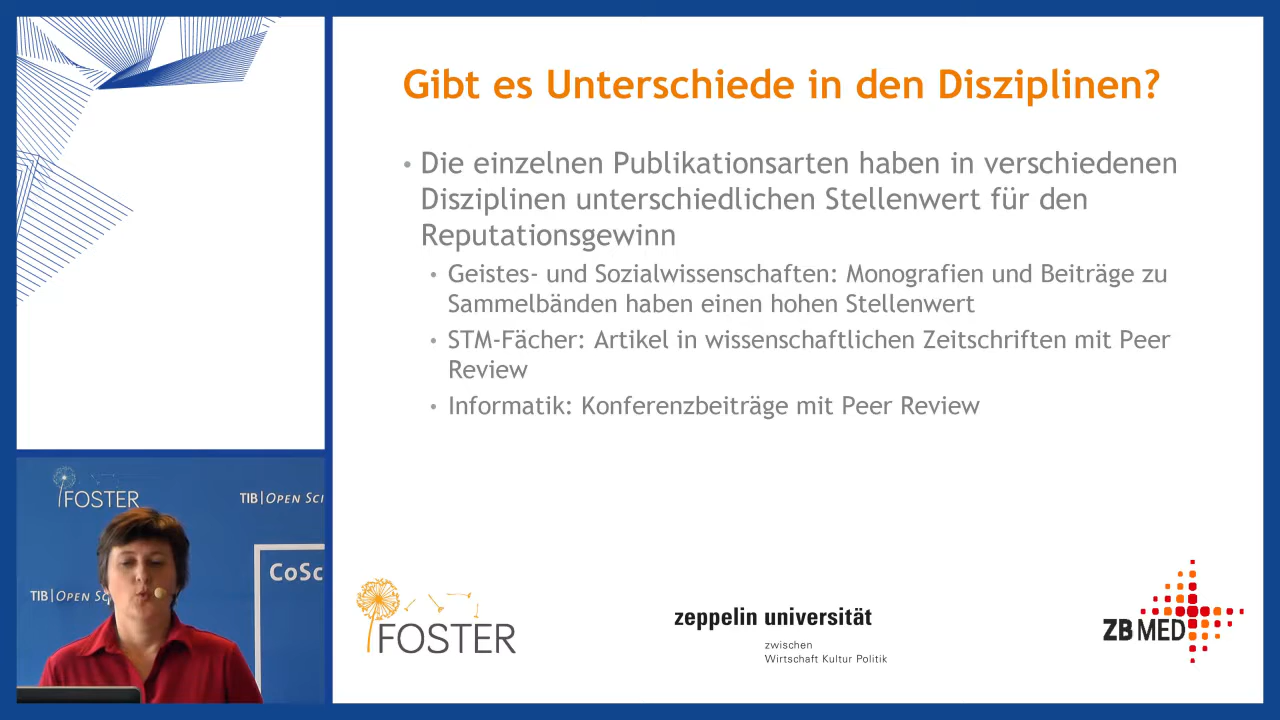 Gibt es Unterschiede in den Disziplinen?
• Die einzelnen Publikationsarten haben in verschiedenen
Disziplinen unterschiedlichen Stellenwert für den
Reputationsgewinn
• Geistes- und Sozialwissenschaften: Monografien und Beiträge zu
Sammelbänden haben einen hohen Stellenwert
• STM-Fächer: Artikel in wissenschaftlichen Zeitschriften mit Peer
Review
• Informatik: Konferenzbeiträge mit Peer Review
FOSTER
TIB|OPEN SCI
CoSc
TIB|OPEN SC
FOSTER
zeppelin universität
zwischen
Wirtschaft Kultur Politik
ZB MED